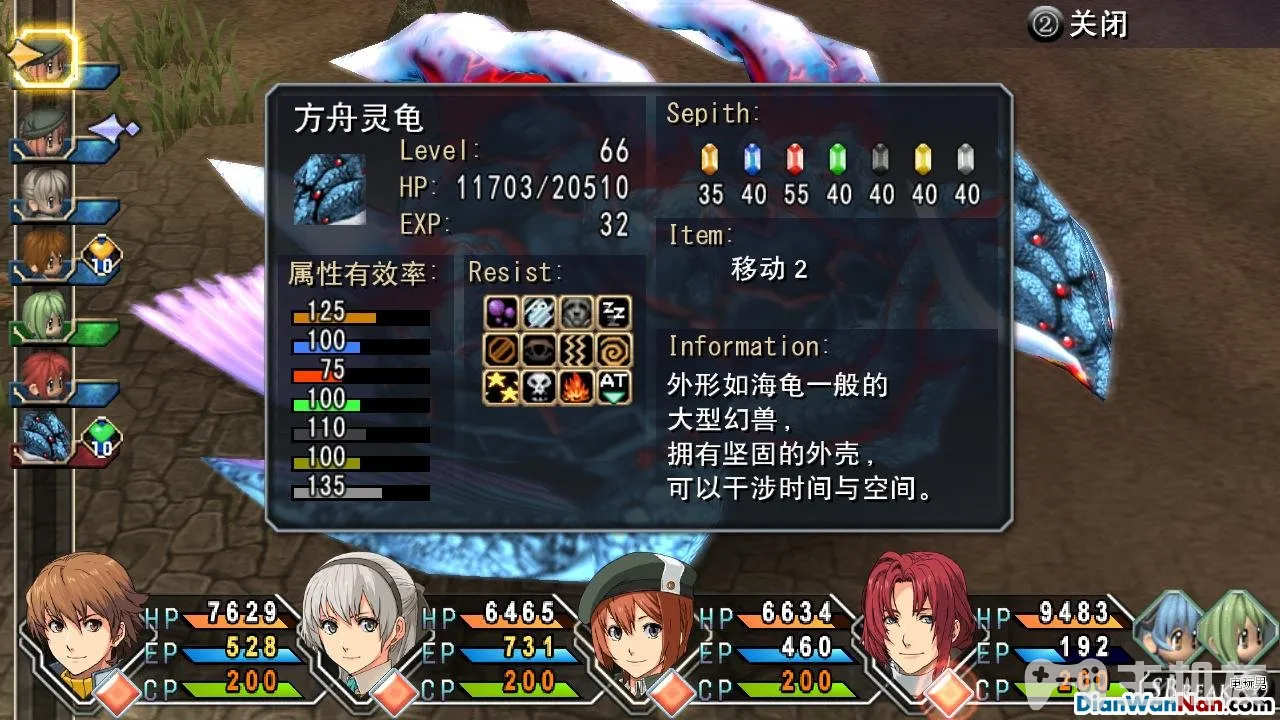 ② 关闭
方舟灵龟
Level: 66
HP: 11703/20510
EXP: 32
Sepith:
35 40 55 40 40 40 40
Item:
移动2
属性有效率:
125
100
75
100
110
100
135
Resist:
zz
AT
Information:
外形如海龟一般的
大型幻兽,
拥有坚固的外壳,
可以干涉时间与空间。
10
10
HP 7629
EP 528
CP 200
HP 6465
EP 731
CP 200
HP 6634
EP 460
CP 200
HP 9483
EP 192
CP 200
SBREAK
电玩男
DianWanNan.com